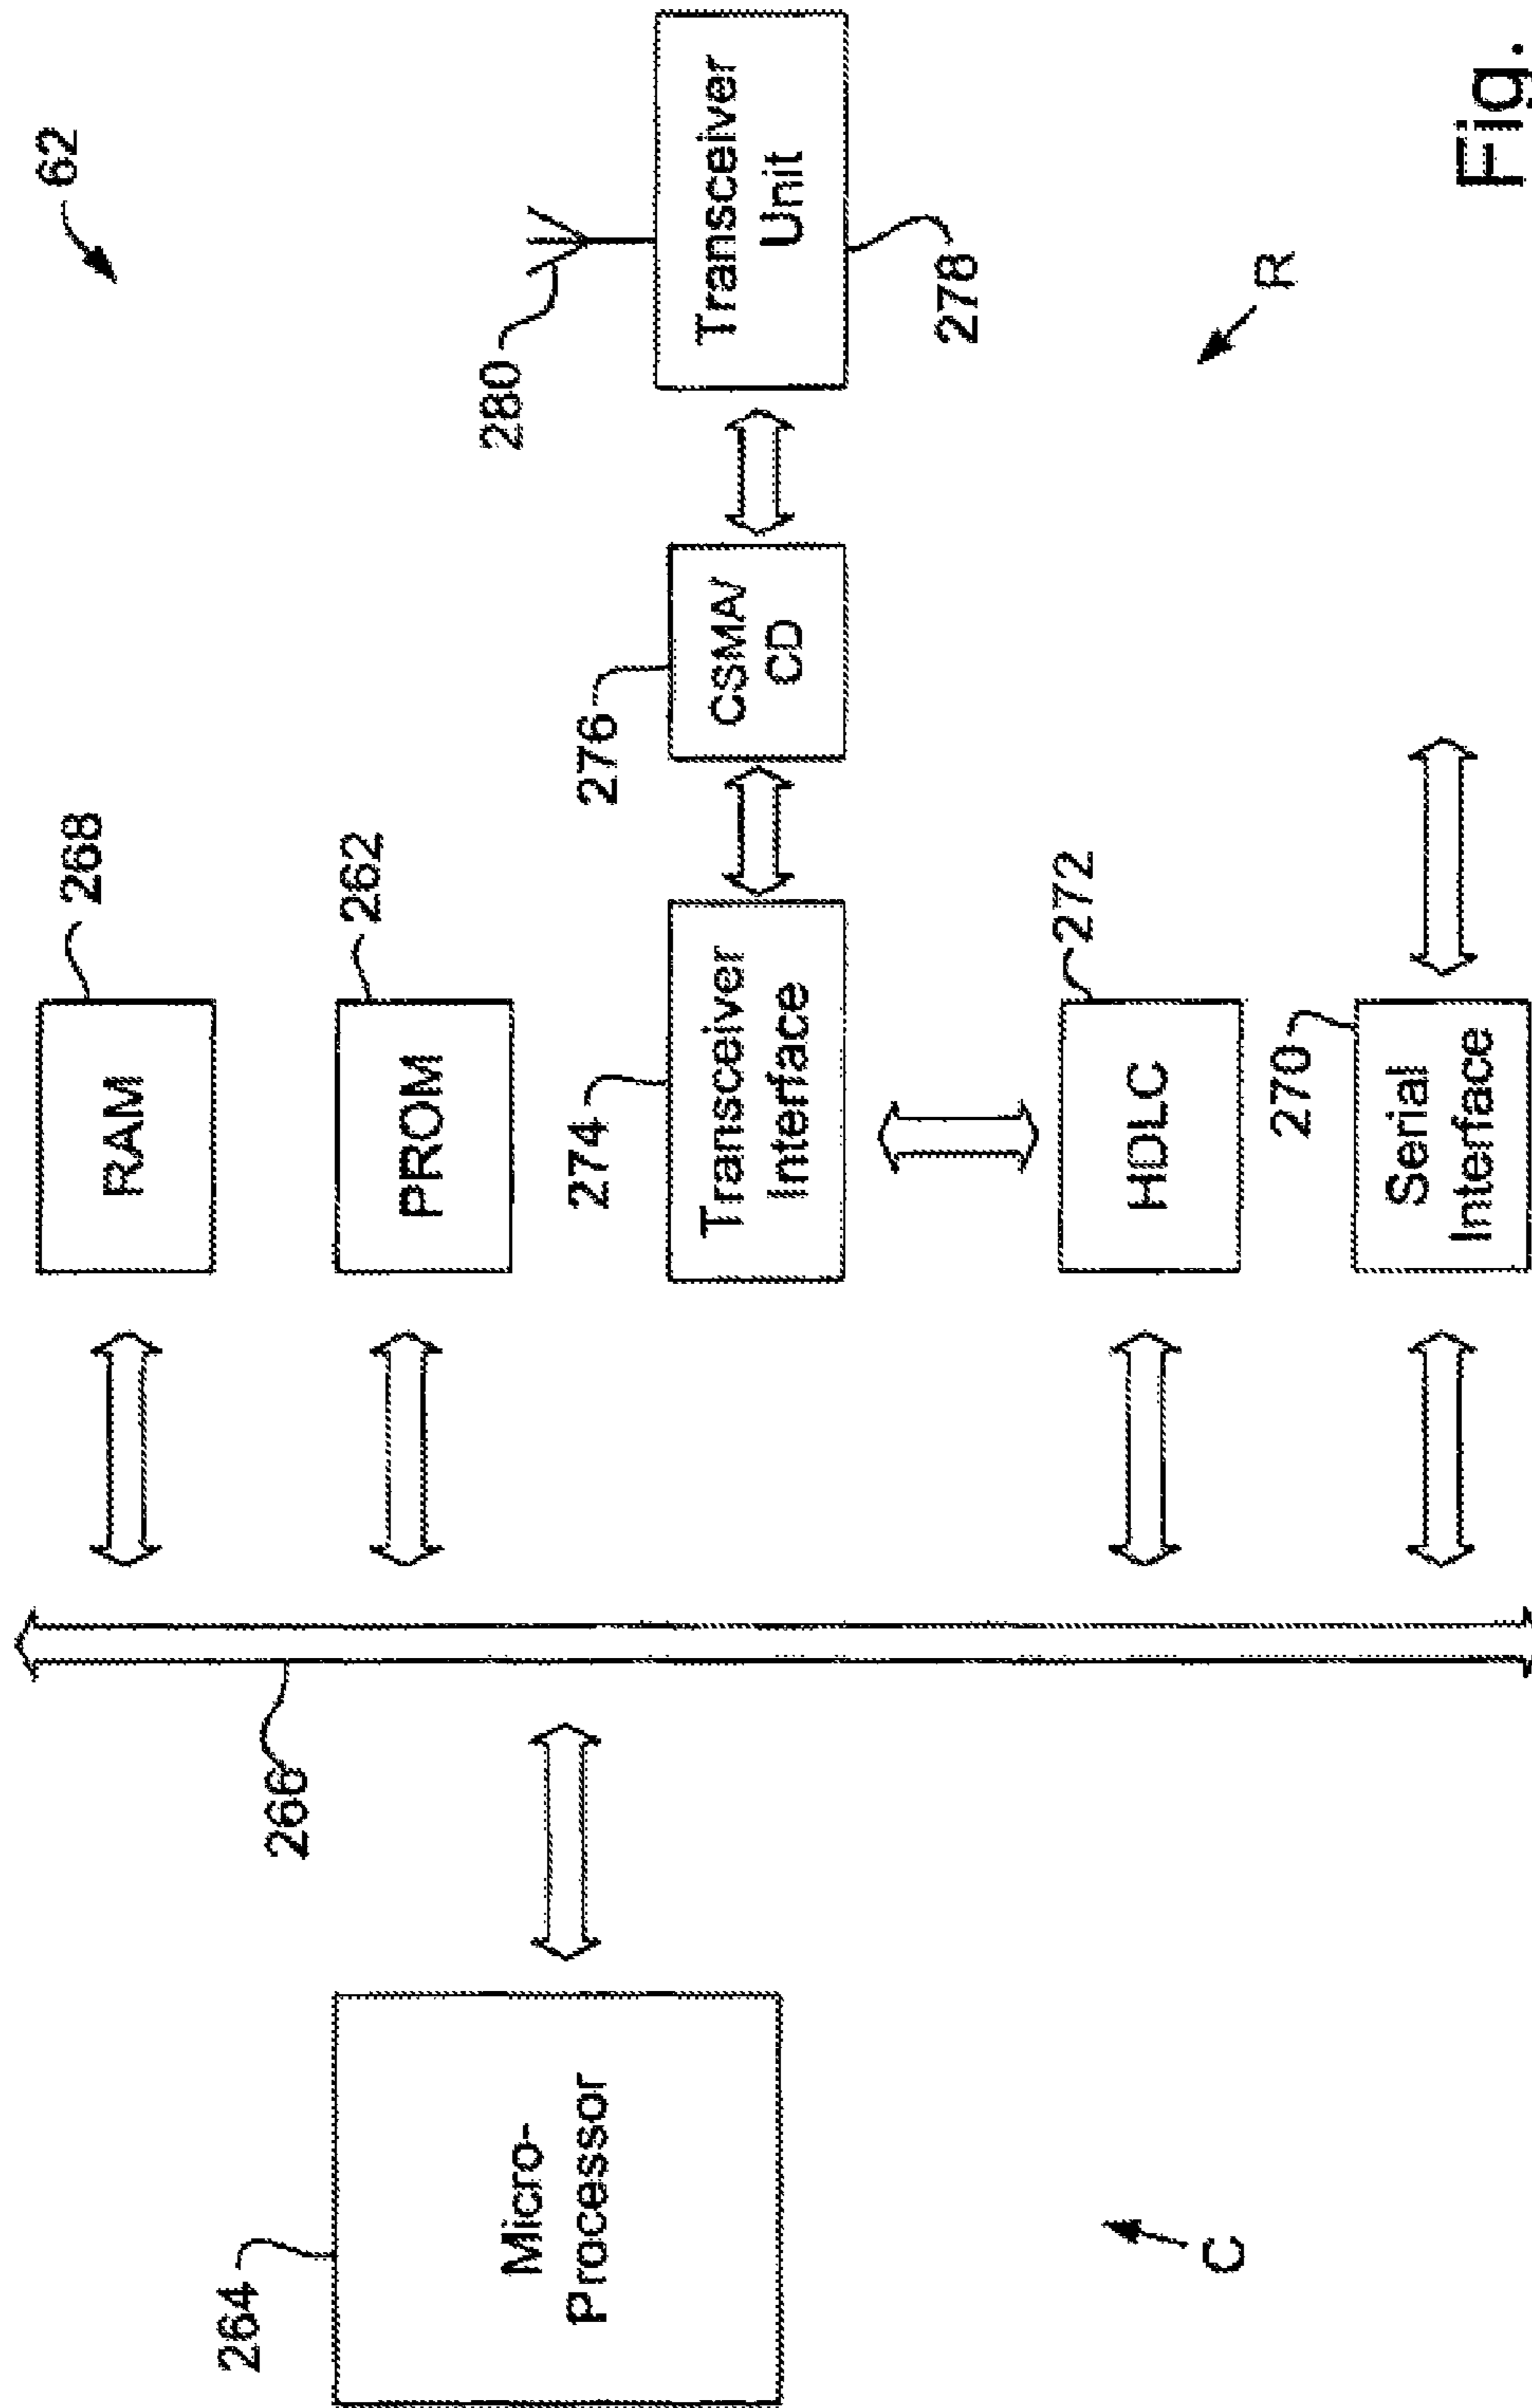 62
264
Micro-
Processor
266
RAM
268
PROM
262
274
Transceiver
Interface
276
CSMA/
CD
280
Transceiver
Unit
278
HDLC
272
270
Serial
Interface
R
C
Fig.